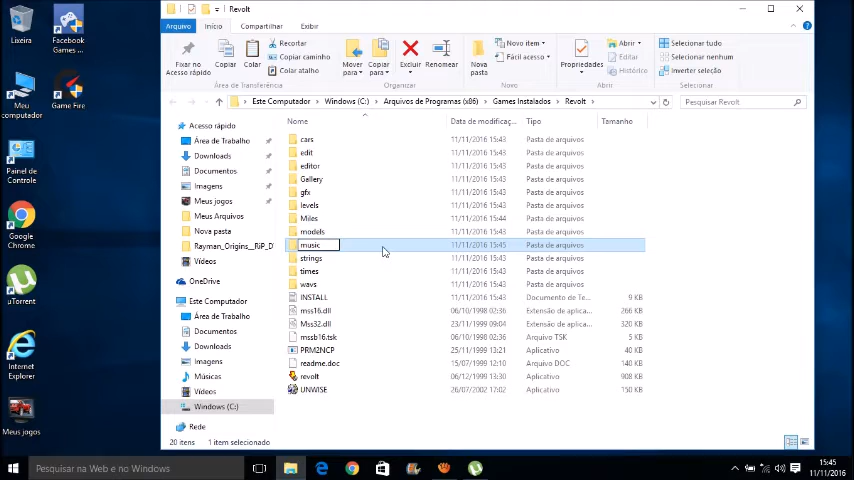 Revolt
Arquivo Início Compartilhar Exibir
Fixar no Acesso rápido
Copiar
Colar
Recortar
Copiar caminho
Colar atalho
Mover para
Copiar para
Excluir
Renomear
Nova pasta
Novo item
Fácil acesso
Propriedades
Abrir
Editar
Histórico
Selecionar tudo
Selecionar nenhum
Inverter seleção
Área de Transferência
Organizar
Novo
Abrir
Selecionar
Este Computador Windows (C:) Arquivos de Programas (x86) Games Instalados Revolt
Pesquisar Revolt
Nome Data de modificaç... Tipo Tamanho
cars 11/11/2016 15:43 Pasta de arquivos
edit 11/11/2016 15:43 Pasta de arquivos
editor 11/11/2016 15:43 Pasta de arquivos
Gallery 11/11/2016 15:43 Pasta de arquivos
gfx 11/11/2016 15:43 Pasta de arquivos
levels 11/11/2016 15:43 Pasta de arquivos
Miles 11/11/2016 15:44 Pasta de arquivos
models 11/11/2016 15:43 Pasta de arquivos
music 11/11/2016 15:45 Pasta de arquivos
strings 11/11/2016 15:43 Pasta de arquivos
times 11/11/2016 15:43 Pasta de arquivos
wavs 11/11/2016 15:43 Pasta de arquivos
INSTALL 11/11/2016 15:43 Documento de Te... 9 KB
mss16.dll 06/10/1998 02:36 Extensão de aplica... 266 KB
Mss32.dll 23/11/1999 09:04 Extensão de aplica... 320 KB
mssb16.tsk 06/10/1998 02:36 Arquivo TSK 5 KB
PRM2NCP 25/11/1999 13:21 Aplicativo 40 KB
readme.doc 15/07/1999 12:10 Arquivo DOC 140 KB
revolt 06/12/1999 13:30 Aplicativo 908 KB
UNWISE 26/07/2002 17:02 Aplicativo 150 KB
Acesso rápido
Área de Trabalho
Downloads
Documentos
Imagens
Meus jogos
Meus Arquivos
Nova pasta
Rayman_Origins__RiP_D
Vídeos
OneDrive
Este Computador
Área de Trabalho
Documentos
Downloads
Imagens
Músicas
Vídeos
Windows (C:)
Rede
20 itens 1 item selecionado
Lixeira
Facebook Games ...
Meu computador
Game Fire
Painel de Controle
Google Chrome
uTorrent
Internet Explorer
Meus jogos
Pesquisar na Web e no Windows
15:45
11/11/2016